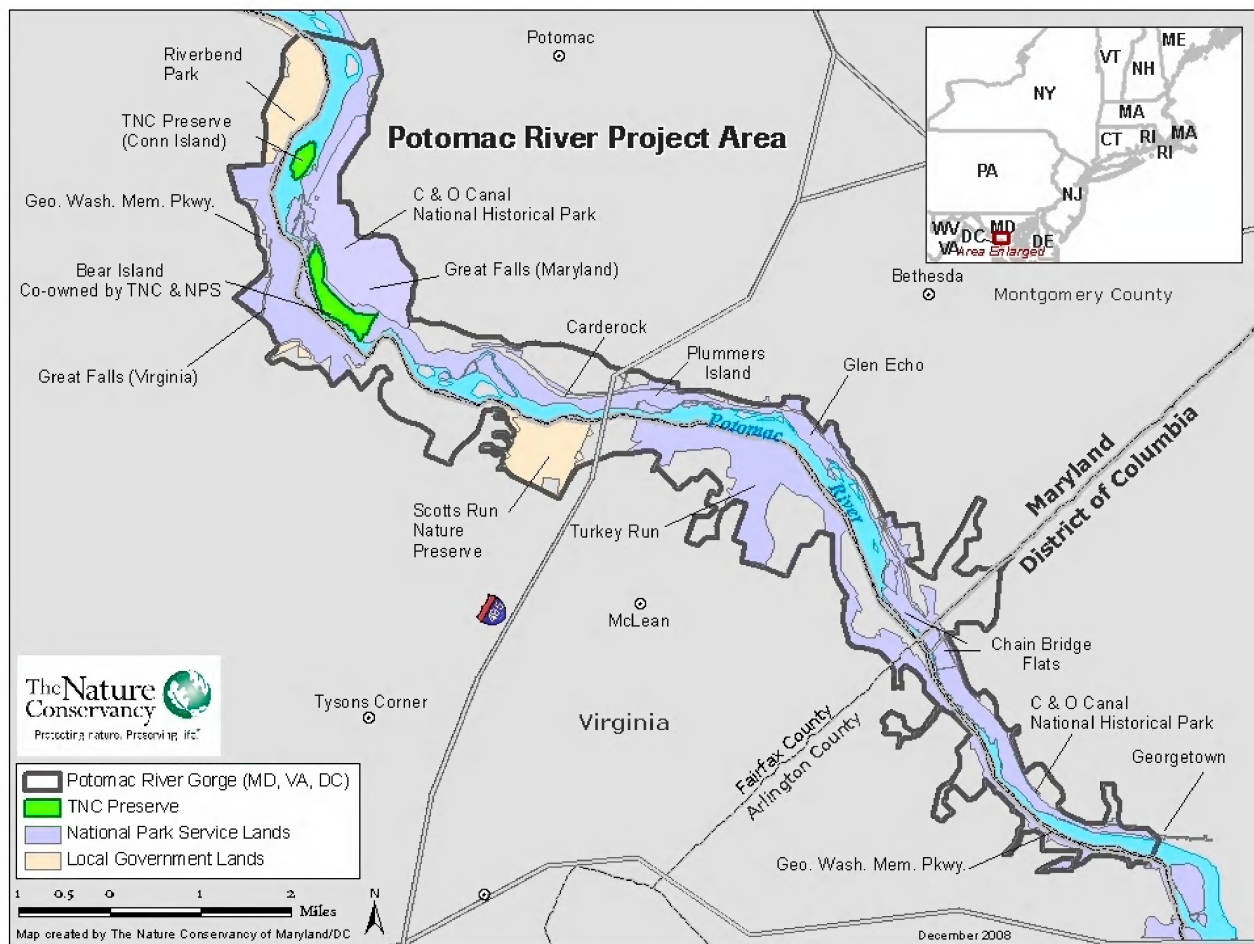 Riverbend
Park
Potomac
TNC Preserve
(Conn Island)
Potomac River Project Area
Geo. Wash. Mem. Pkwy.
C & O Canal
National Historical Park
Bear Island
Co-owned by TNC & NPS
Great Falls (Maryland)
Great Falls (Virginia)
Carderock
Plummers
Island
Glen Echo
Bethesda
Montgomery County
ME
VT
NH
NY
MA
CT
RI
MA
RI
PA
NJ
WV
MD
DC
DE
VA
Area Enlarged
Potomac
River
Maryland
District of Columbia
Scotts Run
Nature
Preserve
Turkey Run
495
McLean
Chain Bridge
Flats
Tysons Corner
Virginia
Fairfax County
Arlington County
C & O Canal
National Historical Park
Georgetown
Geo. Wash. Mem. Pkwy.
The Nature
Conservancy
Protecting nature. Preserving life.™
Potomac River Gorge (MD, VA, DC)
TNC Preserve
National Park Service Lands
Local Government Lands
1 0.5 0 1 2
Miles
N
Map created by The Nature Conservancy of Maryland/DC
December 2008